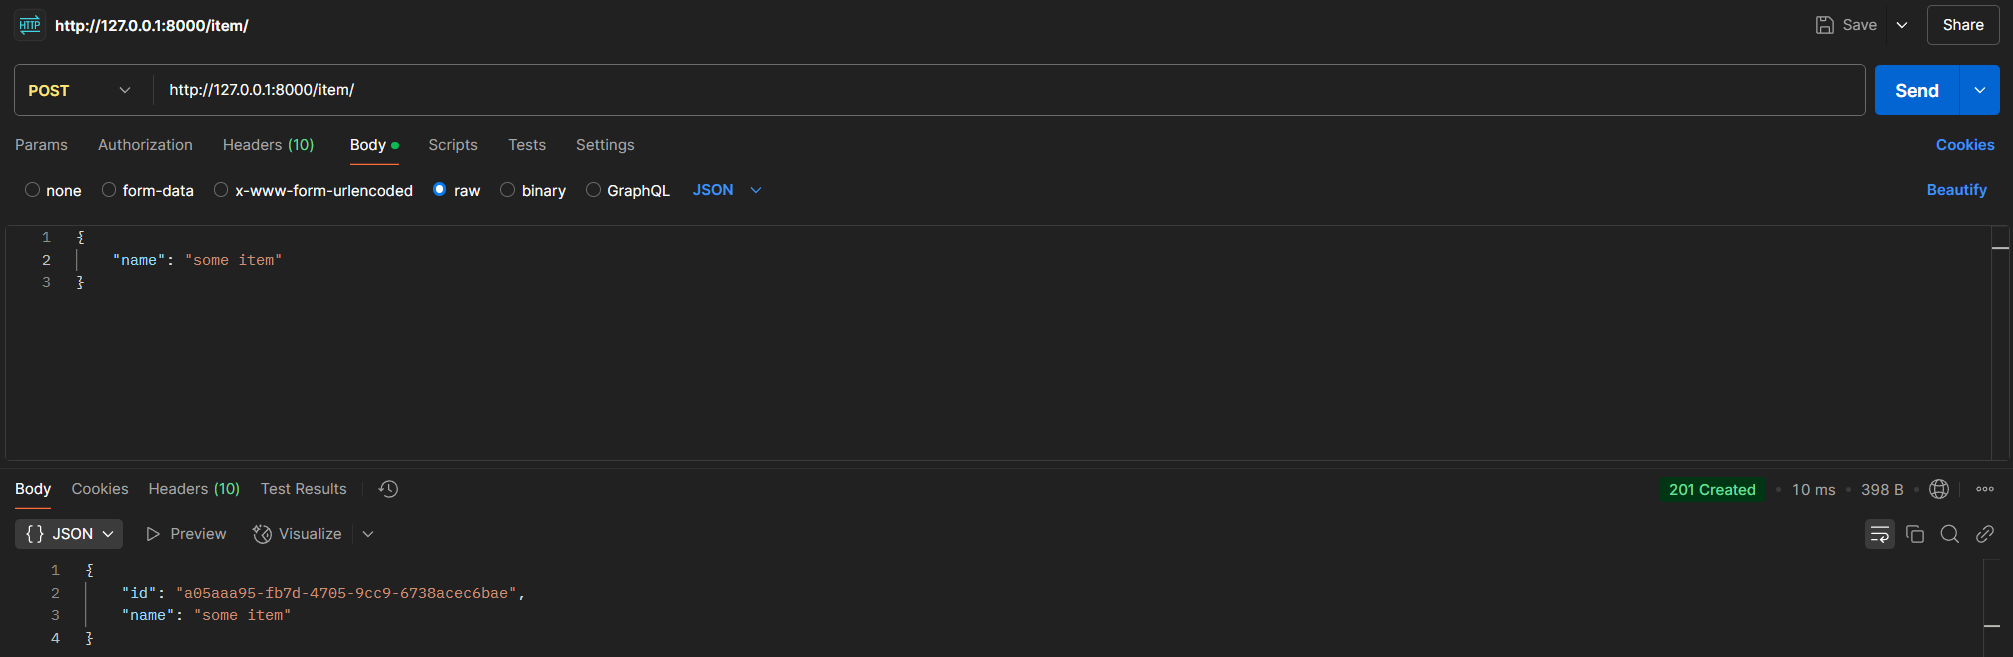 HTTP http://127.0.0.1:8000/item/ Save Share
POST http://127.0.0.1:8000/item/ Send
Params Authorization Headers (10) Body Scripts Tests Settings Cookies
none form-data x-www-form-urlencoded raw binary GraphQL JSON Beautify
1 {
2 "name": "some item"
3 }
Body Cookies Headers (10) Test Results 201 Created • 10 ms • 398 B •
{} JSON Preview Visualize
1 {
2 "id": "a05aaa95-fb7d-4705-9cc9-6738acec6bae",
3 "name": "some item"
4 }